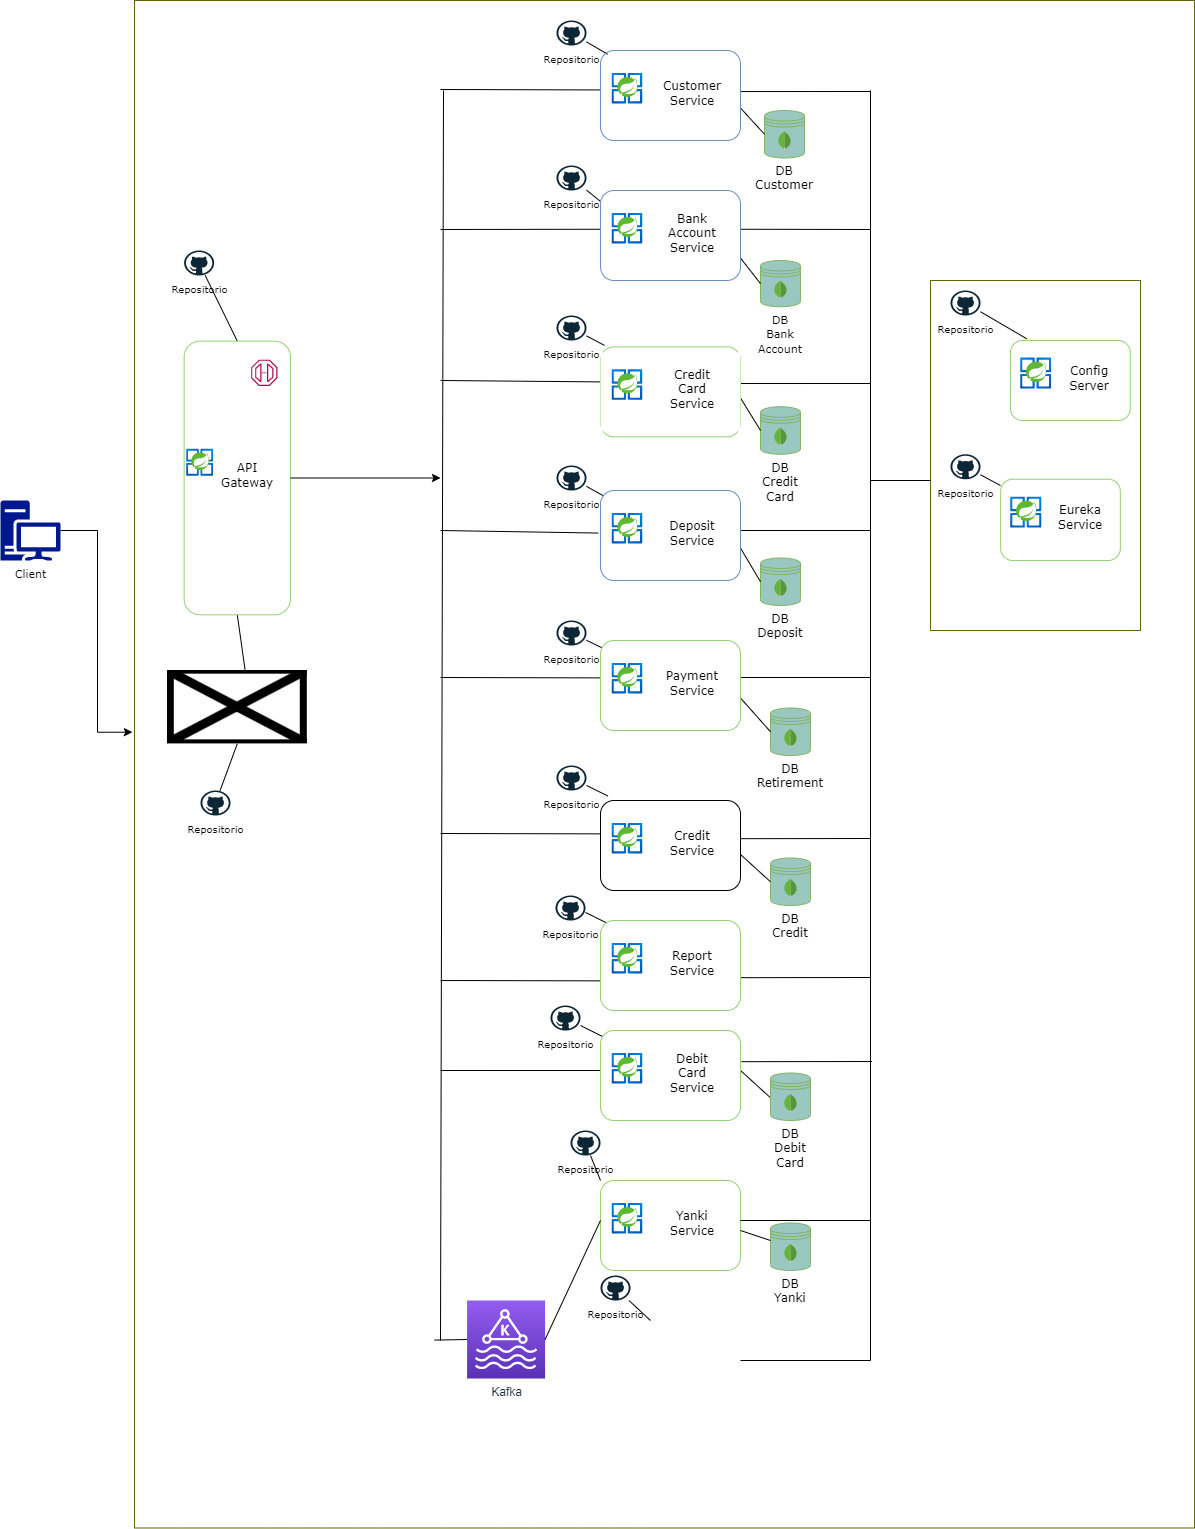 Repositorio
Customer
Service
DB
Customer
Repositorio
Bank
Account
Service
DB
Bank
Account
Repositorio
Repositorio
Credit
Card
Service
DB
Credit
Card
Repositorio
Config
Server
API
Gateway
Repositorio
Deposit
Service
DB
Deposit
Repositorio
Eureka
Service
Client
Repositorio
Payment
Service
DB
Retirement
Repositorio
Repositorio
Credit
Service
DB
Credit
Repositorio
Report
Service
Repositorio
Debit
Card
Service
DB
Debit
Card
Repositorio
Yanki
Service
DB
Yanki
Repositorio
K
Kafka